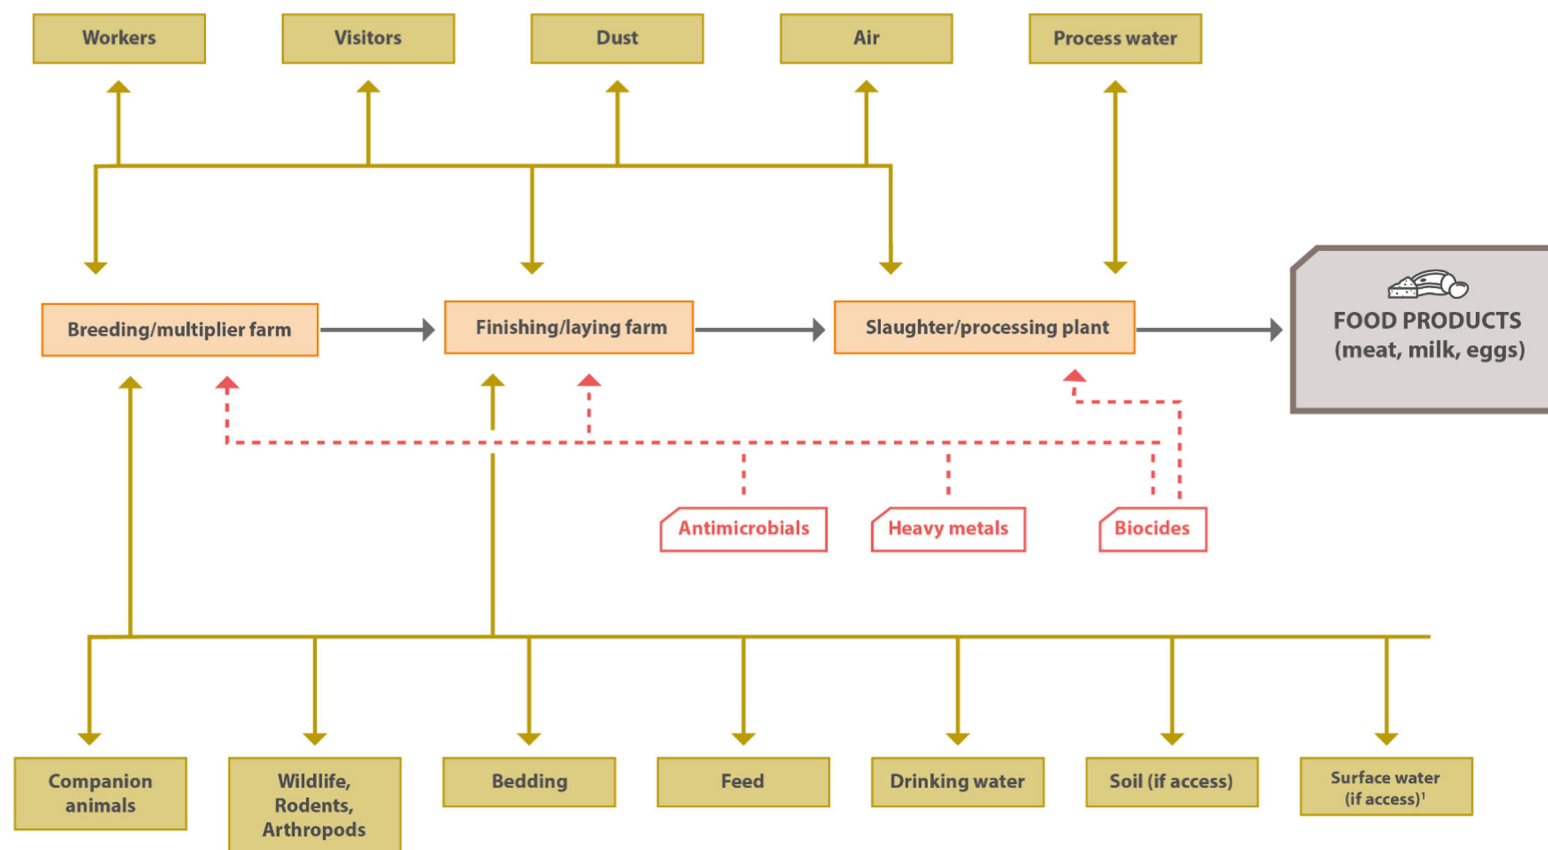 Workers
Visitors
Dust
Air
Process water
Breeding/multiplier farm
Finishing/laying farm
Slaughter/processing plant
FOOD PRODUCTS
(meat, milk, eggs)
Antimicrobials
Heavy metals
Biocides
Companion
animals
Wildlife,
Rodents,
Arthropods
Bedding
Feed
Drinking water
Soil (if access)
Surface water
(if access)¹